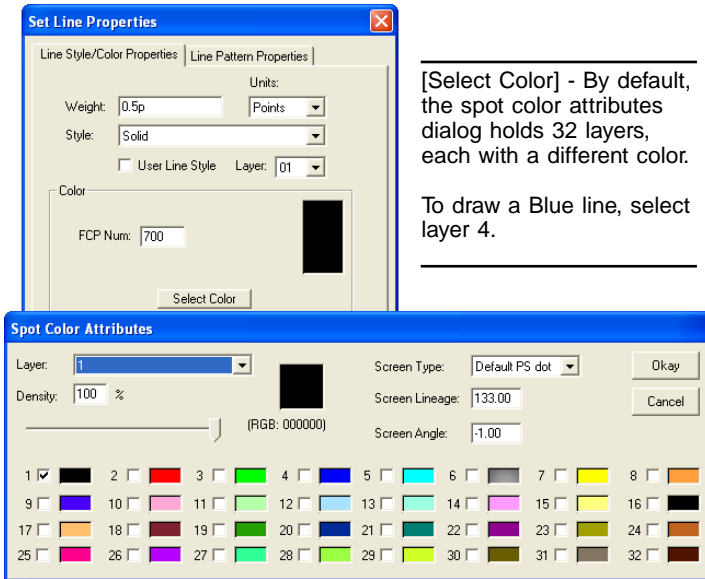 Set Line Properties
Line Style/Color Properties Line Pattern Properties
Units:
Weight: 0.5p Points
Style: Solid
User Line Style Layer: 01
Color
FCP Num: 700
Select Color
[Select Color] - By default,
the spot color attributes
dialog holds 32 layers,
each with a different color.
To draw a Blue line, select
layer 4.
Spot Color Attributes
Layer: 1 Screen Type: Default PS dot Okay
Density: 100 % Screen Lineage: 133.00 Cancel
(RGB: 000000) Screen Angle: -1.00
1 2 3 4 5 6 7 8
9 10 11 12 13 14 15 16
17 18 19 20 21 22 23 24
25 26 27 28 29 30 31 32